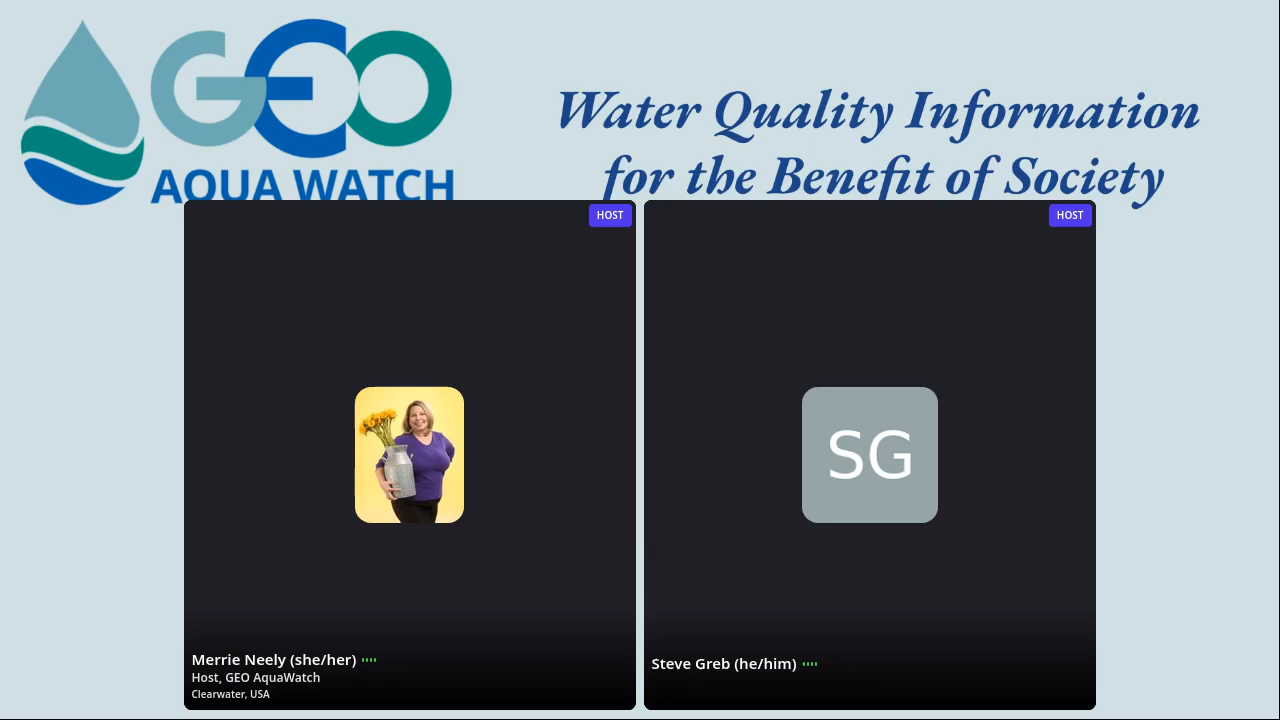 GEO
AQUA WATCH
Water Quality Information
for the Benefit of Society
HOST
HOST
SG
Merrie Neely (she/her)
Host, GEO AquaWatch
Clearwater, USA
Steve Greb (he/him)